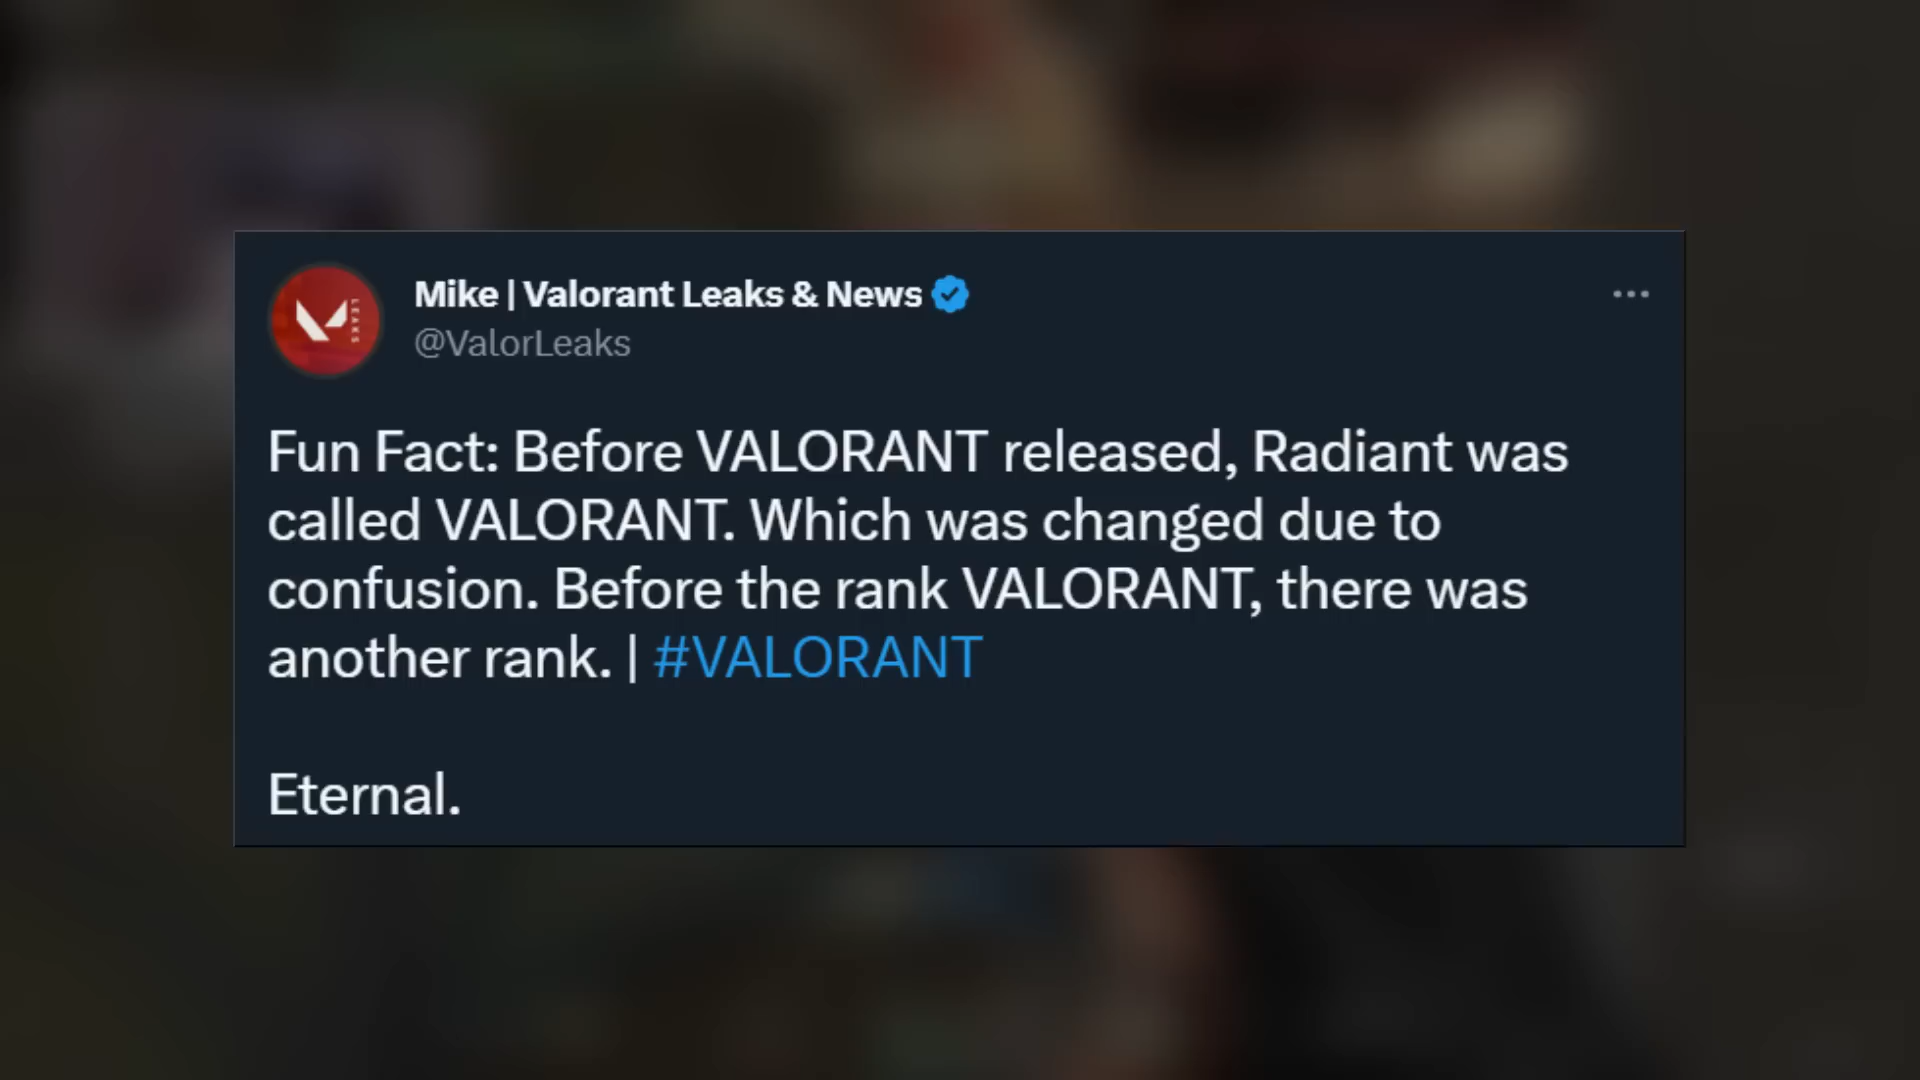 Mike | Valorant Leaks & News
@ValorLeaks
LEAKS
Fun Fact: Before VALORANT released, Radiant was
called VALORANT. Which was changed due to
confusion. Before the rank VALORANT, there was
another rank. | #VALORANT
Eternal.